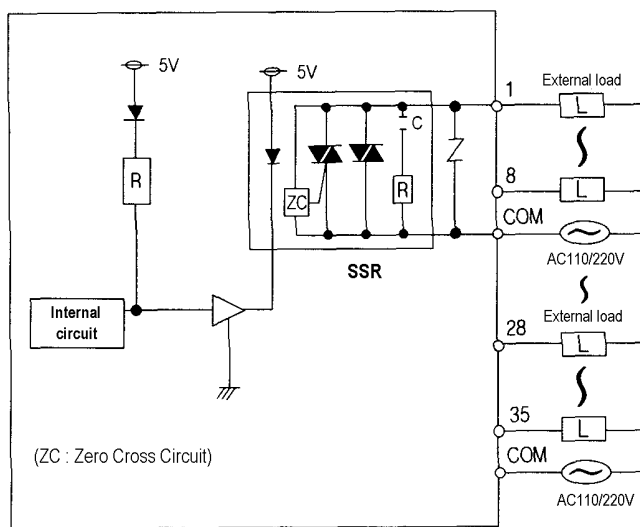 5V
5V
R
C
ZC
R
SSR
Internal
circuit
(ZC : Zero Cross Circuit)
1
External load
L
8
L
COM
AC110/220V
External load
28
L
35
L
COM
AC110/220V